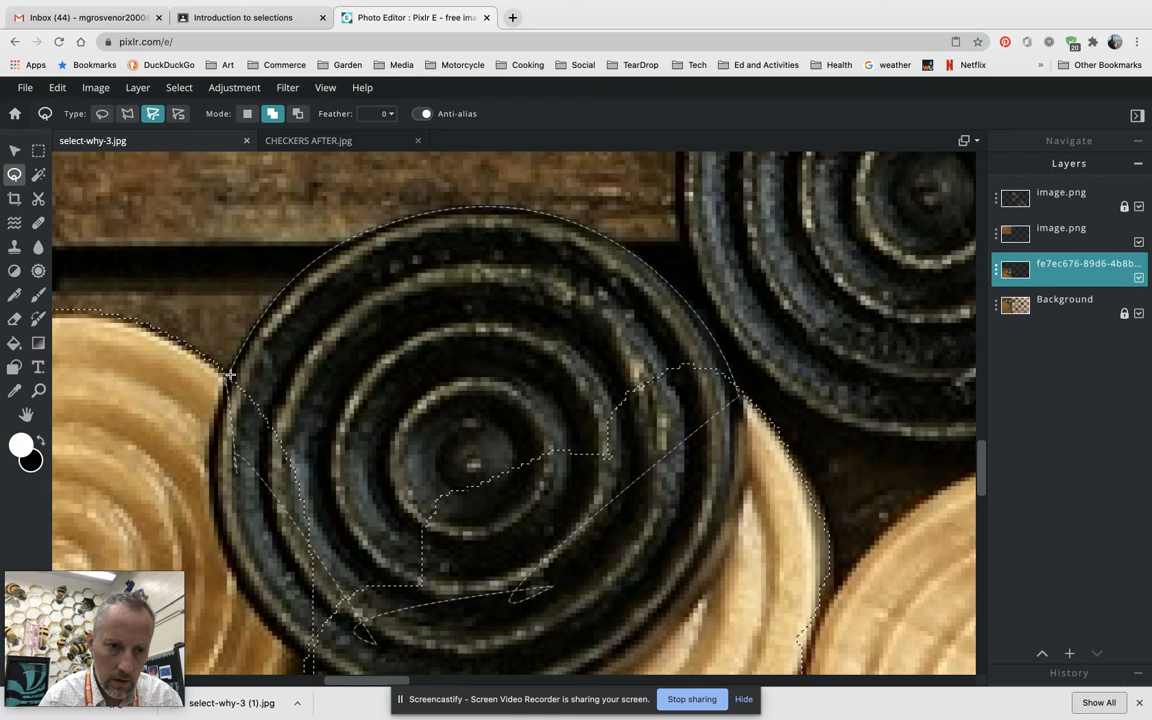 Inbox (44) - mgrosvenor2000@ Introduction to selections Photo Editor : Pixlr E - free ima
pixlr.com/e/ 20
Apps Bookmarks DuckDuckGo Art Commerce Garden Media Motorcycle Cooking Social TearDrop Tech Ed and Activities Health weather Netflix » Other Bookmarks
File Edit Image Layer Select Adjustment Filter View Help
Type: Mode: Feather: 0 Anti-alias
select-why-3.jpg CHECKERS AFTER.jpg
Navigate
Layers
image.png
image.png
fe7ec676-89d6-4b8b...
Background
History
select-why-3 (1).jpg
Screencastify - Screen Video Recorder is sharing your screen. Stop sharing Hide
Show All